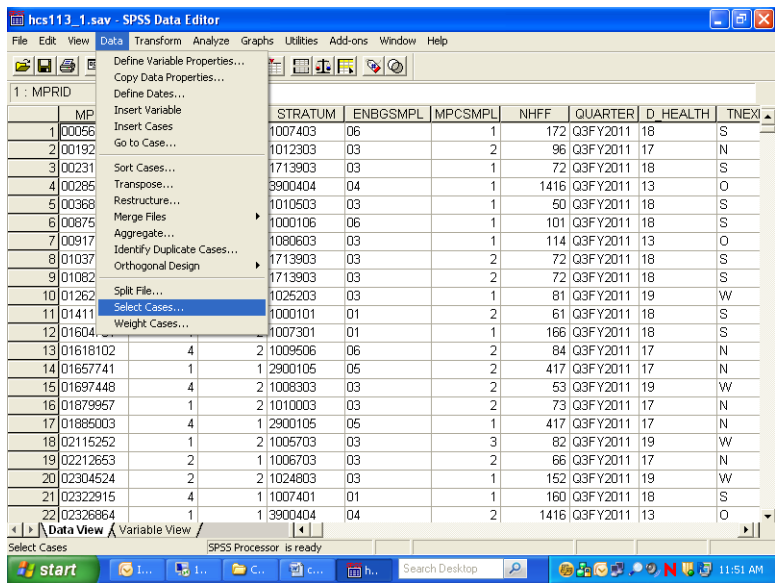 hcs113_1.sav - SPSS Data Editor
File Edit View Data Transform Analyze Graphs Utilities Add-ons Window Help
1 : MPRID
Define Variable Properties...
Copy Data Properties...
Define Dates...
Insert Variable
Insert Cases
Go to Case...
Sort Cases...
Transpose...
Restructure...
Merge Files
Aggregate...
Identify Duplicate Cases...
Orthogonal Design
Split File...
Select Cases...
Weight Cases...
MP STRATUM ENBGSMPL MPCSMPL NHFF QUARTER D_HEALTH TNEX
1 00056 1007403 06 1 172 Q3FY2011 18 S
2 00192 1012303 03 2 96 Q3FY2011 17 N
3 00231 1713903 03 1 72 Q3FY2011 18 S
4 00285 3900404 04 1 1416 Q3FY2011 13 O
5 00368 1010503 03 1 50 Q3FY2011 18 S
6 00875 1000106 06 1 101 Q3FY2011 18 S
7 00917 1080603 03 1 114 Q3FY2011 13 O
8 01037 1713903 03 2 72 Q3FY2011 18 S
9 01082 1713903 03 2 72 Q3FY2011 18 S
10 01262 1025203 03 1 81 Q3FY2011 19 W
11 01411 1000101 01 2 61 Q3FY2011 18 S
12 01604 1007301 01 1 166 Q3FY2011 18 S
13 01618102 4 2 1009506 06 2 84 Q3FY2011 17 N
14 01657741 1 1 2900105 05 2 417 Q3FY2011 17 N
15 01697448 4 2 1008303 03 2 53 Q3FY2011 19 W
16 01879957 1 2 1010003 03 2 73 Q3FY2011 17 N
17 01885003 4 1 2900105 05 1 417 Q3FY2011 17 N
18 02115252 1 2 1005703 03 3 82 Q3FY2011 19 W
19 02212653 2 1 1006703 03 2 66 Q3FY2011 17 N
20 02304524 2 2 1024803 03 1 152 Q3FY2011 19 W
21 02322915 4 1 1007401 01 1 160 Q3FY2011 18 S
22 02326864 1 1 3900404 04 2 1416 Q3FY2011 13 O
Data View Variable View
Select Cases SPSS Processor is ready
start I... 1... C... c... h... Search Desktop 11:51 AM